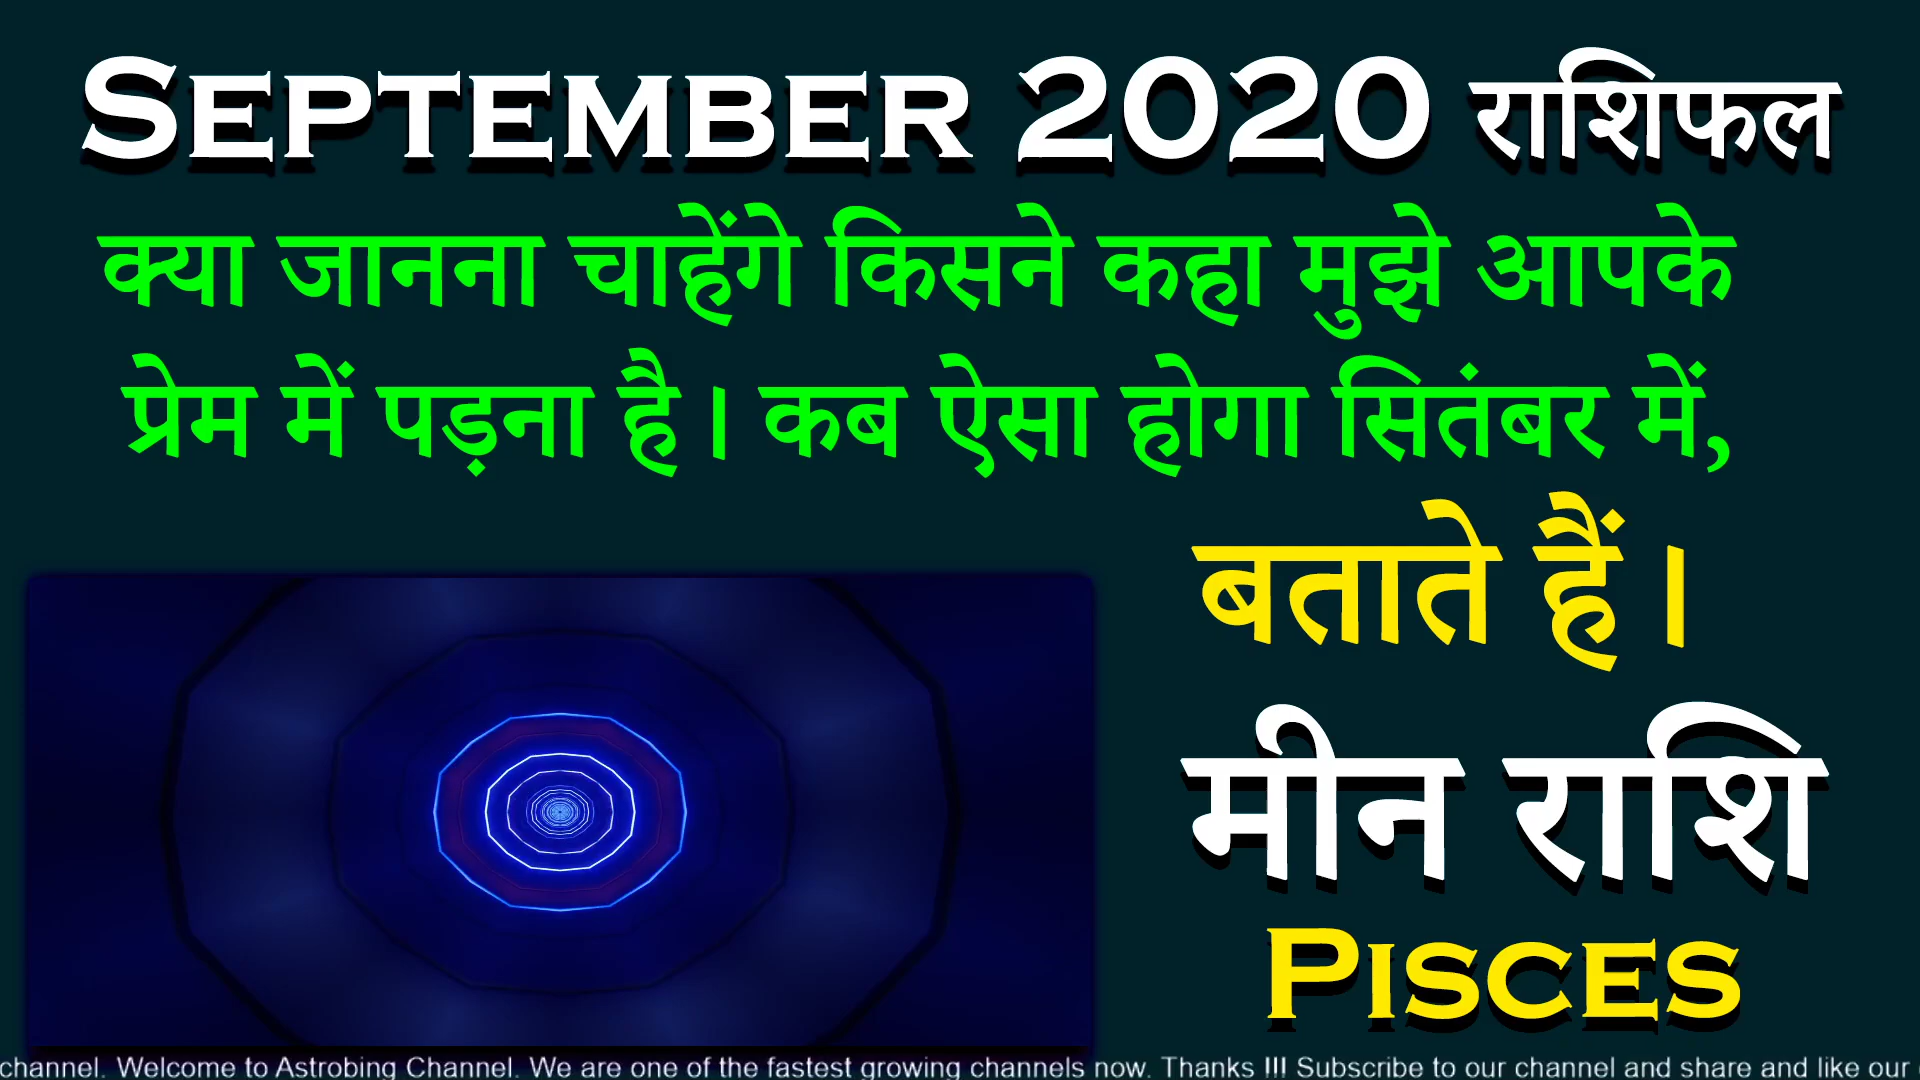 September 2020 राशिफल
क्या जानना चाहेंगे किसने कहा मुझे आपके
प्रेम में पड़ना है। कब ऐसा होगा सितंबर में,
बताते हैं।
मीन राशि
Pisces
channel. Welcome to Astrobing Channel. We are one of the fastest growing channels now. Thanks !!! Subscribe to our channel and share and like our